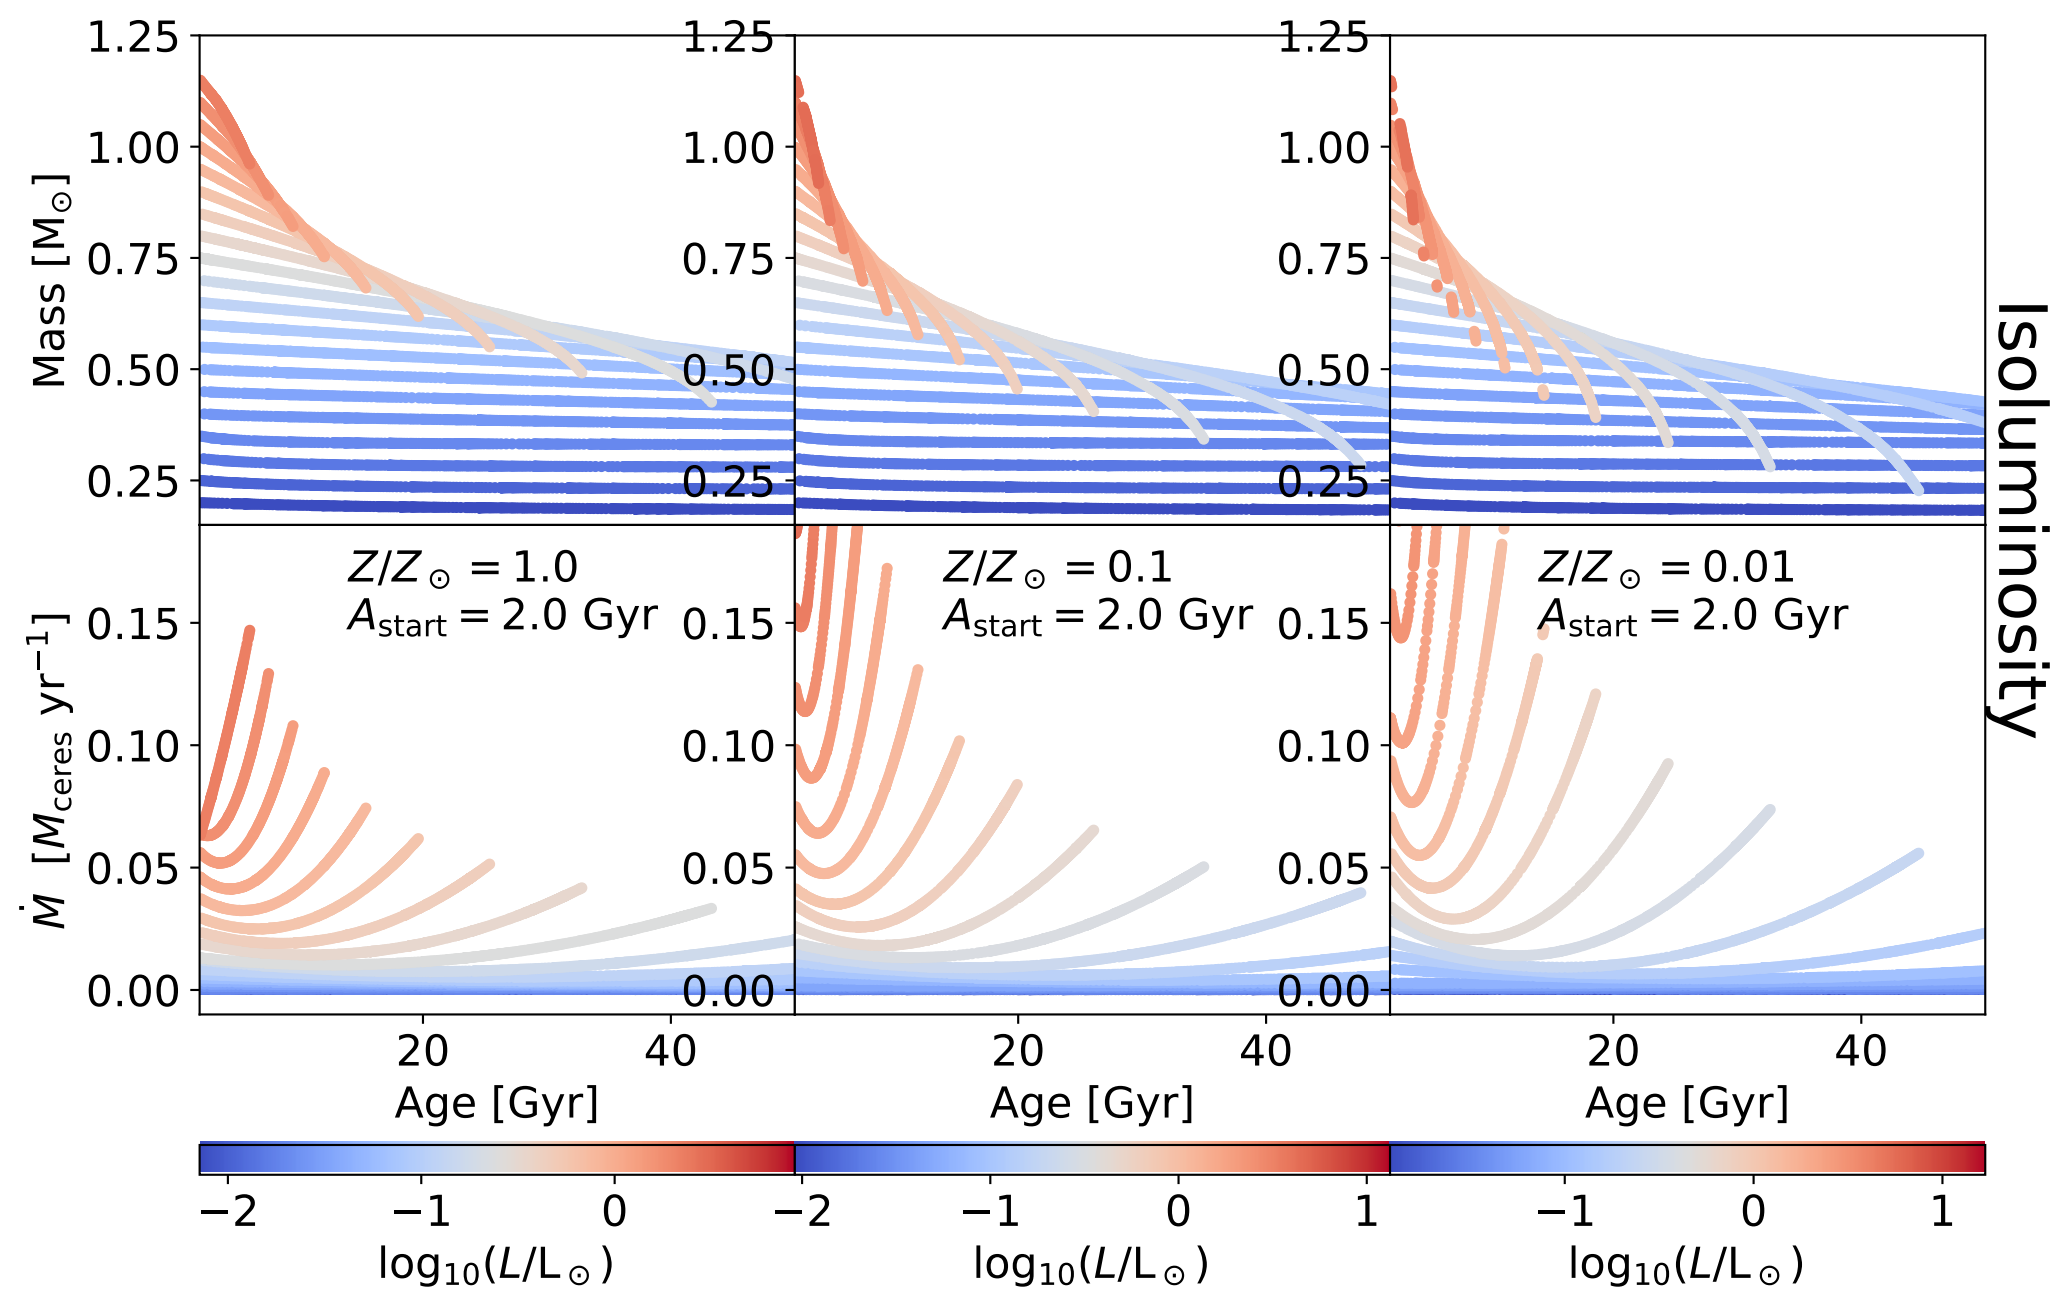 1.25 1.25 1.25
1.00 1.00 1.00
0.75 0.75 0.75
0.50 0.50 0.50
0.25 0.25 0.25
Mass [M⊙]
Isoluminosity
Z/Z⊙ = 1.0
A_start = 2.0 Gyr
Z/Z⊙ = 0.1
A_start = 2.0 Gyr
Z/Z⊙ = 0.01
A_start = 2.0 Gyr
0.15 0.15 0.15
0.10 0.10 0.10
0.05 0.05 0.05
0.00 0.00 0.00
Ṁ [M_ceres yr⁻¹]
20 40 20 40 20 40
Age [Gyr] Age [Gyr] Age [Gyr]
−2 −1 0 −2 −1 0 1 −1 0 1
log₁₀(L/L⊙) log₁₀(L/L⊙) log₁₀(L/L⊙)